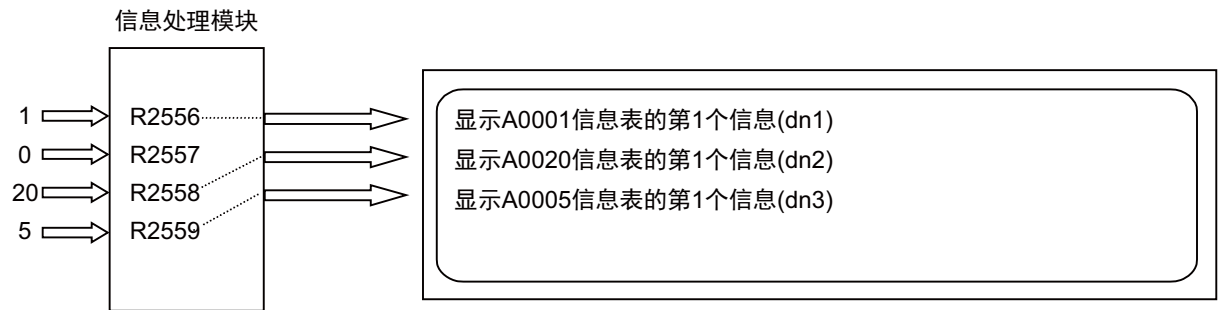 信息处理模块
1 R2556 显示A0001信息表的第1个信息(dn1)
0 R2557 显示A0020信息表的第1个信息(dn2)
20 R2558 显示A0005信息表的第1个信息(dn3)
5 R2559